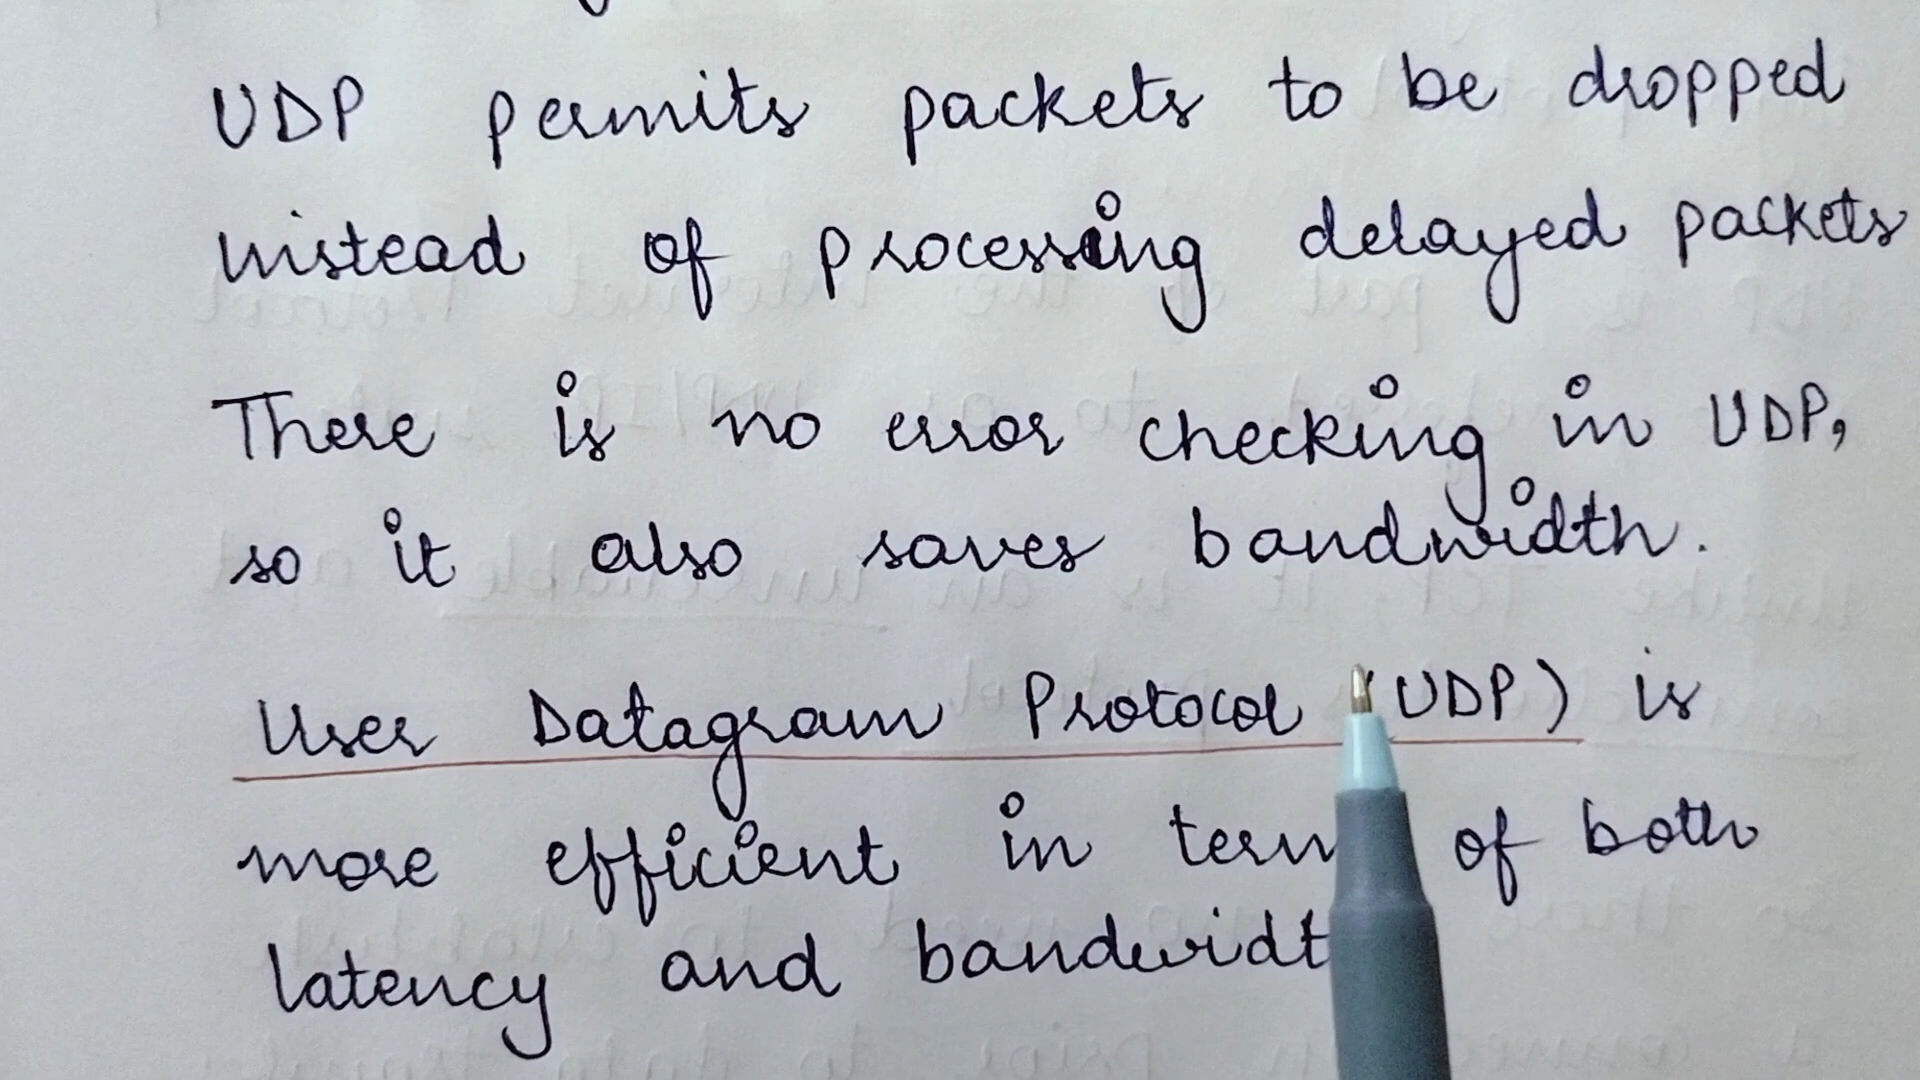 UDP permits packets to be dropped
instead of processing delayed packets
There is no error checking in UDP,
so it also saves bandwidth.
User Datagram Protocol (UDP) is
more efficient in term of both
latency and bandwidt